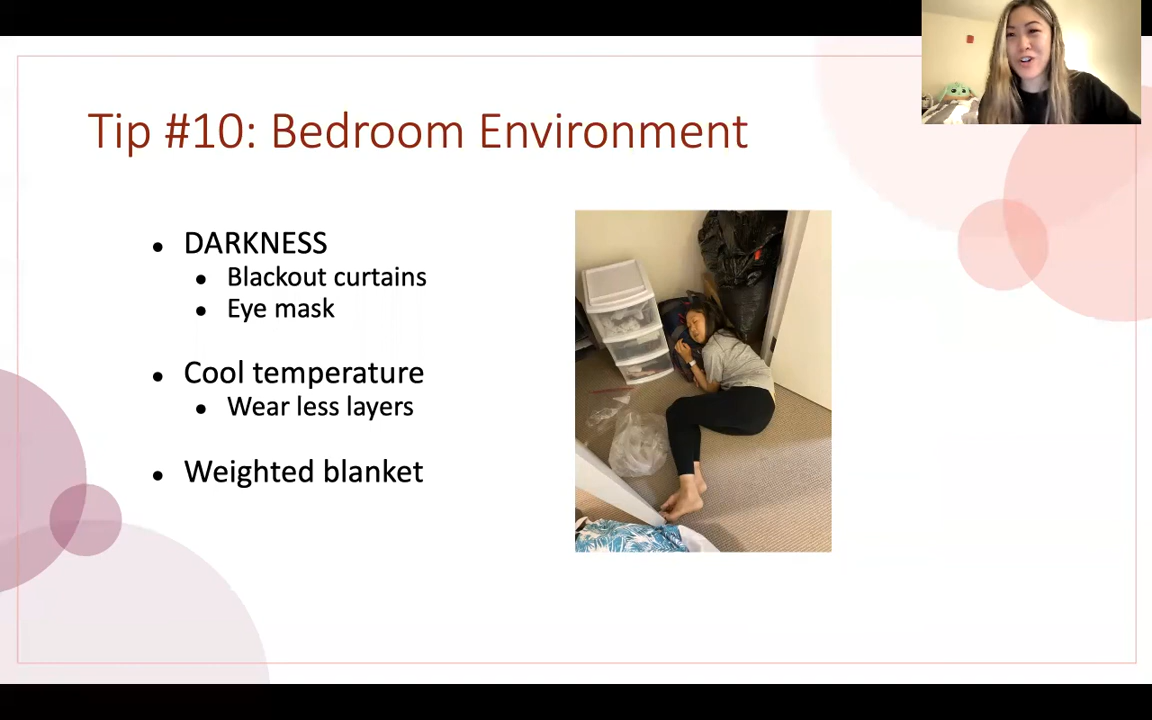 Tip #10: Bedroom Environment
• DARKNESS
• Blackout curtains
• Eye mask
• Cool temperature
• Wear less layers
• Weighted blanket